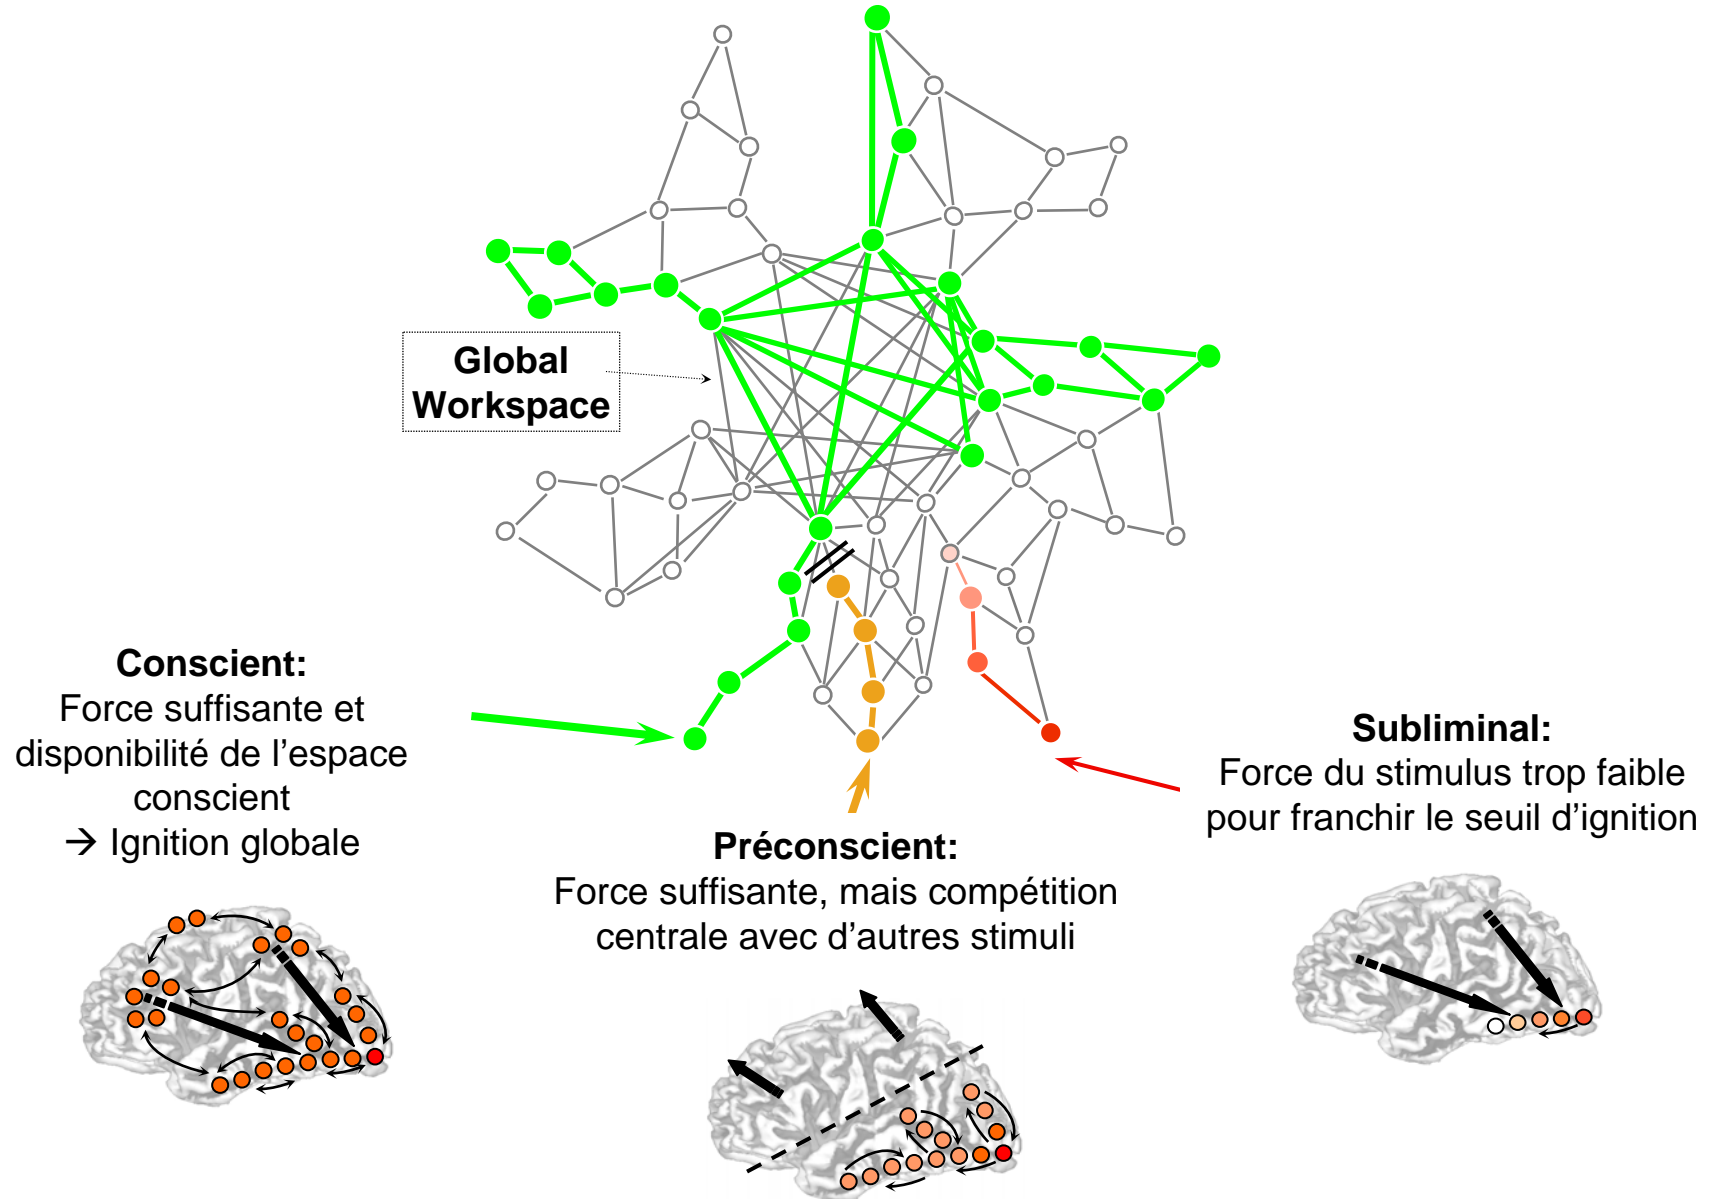 Global
Workspace
Conscient:
Force suffisante et
disponibilité de l’espace
conscient
→ Ignition globale
Préconscient:
Force suffisante, mais compétition
centrale avec d’autres stimuli
Subliminal:
Force du stimulus trop faible
pour franchir le seuil d’ignition